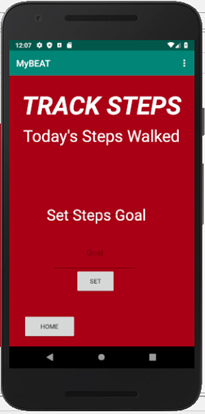 12:07
MyBEAT
TRACK STEPS
Today's Steps Walked
Set Steps Goal
Goal
SET
HOME